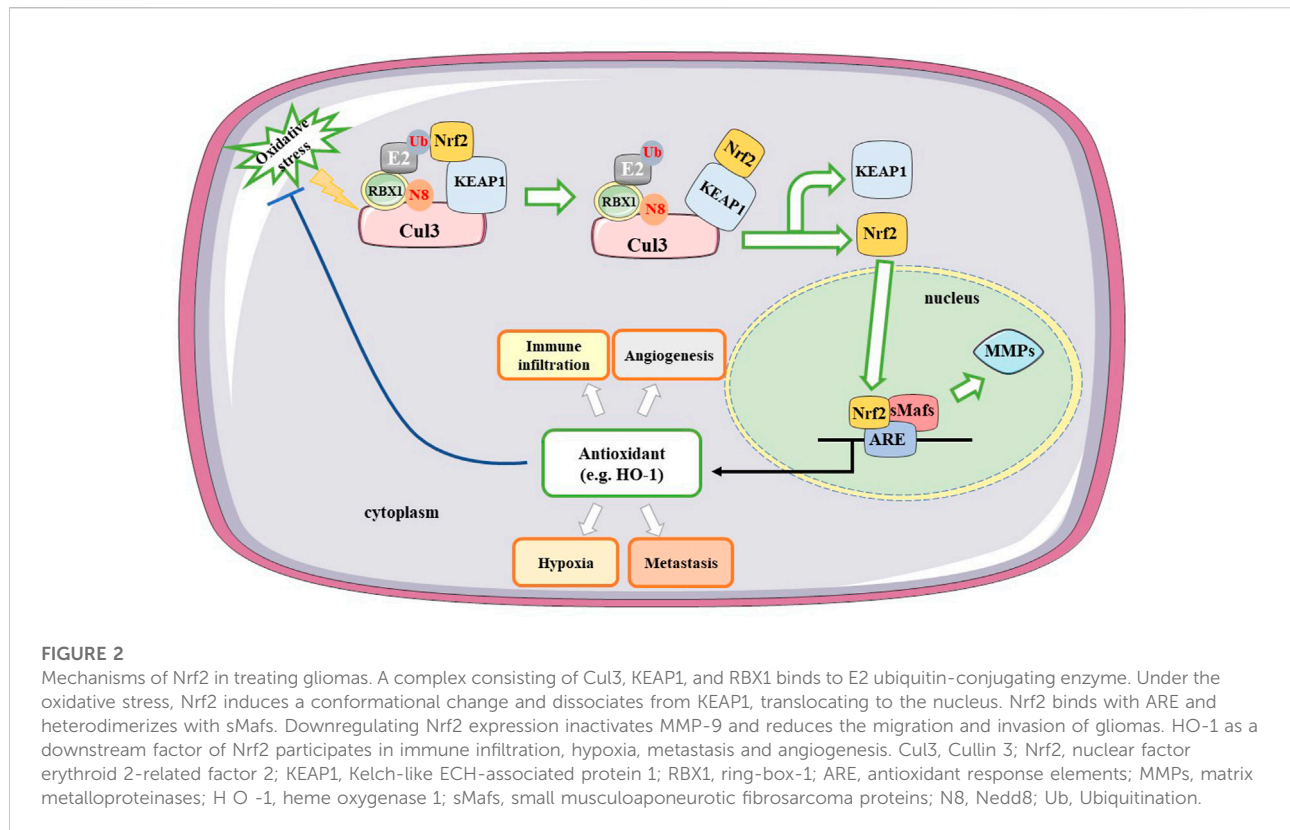 Oxidative
stress
Ub
Nrf2
E2
KEAP1
RBX1
N8
Cul3
Ub
E2
Nrf2
KEAP1
RBX1
N8
Cul3
KEAP1
Nrf2
nucleus
MMPs
Nrf2
sMafs
ARE
Immune
infiltration
Angiogenesis
Antioxidant
(e.g. HO-1)
cytoplasm
Hypoxia
Metastasis
FIGURE 2
Mechanisms of Nrf2 in treating gliomas. A complex consisting of Cul3, KEAP1, and RBX1 binds to E2 ubiquitin-conjugating enzyme. Under the
oxidative stress, Nrf2 induces a conformational change and dissociates from KEAP1, translocating to the nucleus. Nrf2 binds with ARE and
heterodimerizes with sMafs. Downregulating Nrf2 expression inactivates MMP-9 and reduces the migration and invasion of gliomas. HO-1 as a
downstream factor of Nrf2 participates in immune infiltration, hypoxia, metastasis and angiogenesis. Cul3, Cullin 3; Nrf2, nuclear factor
erythroid 2-related factor 2; KEAP1, Kelch-like ECH-associated protein 1; RBX1, ring-box-1; ARE, antioxidant response elements; MMPs, matrix
metalloproteinases; H O -1, heme oxygenase 1; sMafs, small musculoaponeurotic fibrosarcoma proteins; N8, Nedd8; Ub, Ubiquitination.